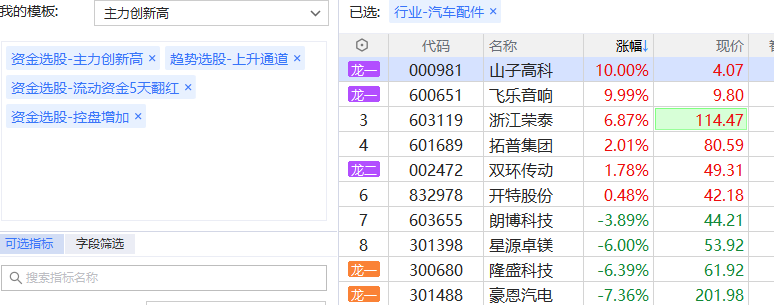 我的模板: 主力创新高
资金选股-主力创新高 × 趋势选股-上升通道 ×
资金选股-流动资金5天翻红 ×
资金选股-控盘增加 ×
可选指标 字段筛选
搜索指标名称
已选: 行业-汽车配件 ×
代码 名称 涨幅↓ 现价
龙一 000981 山子高科 10.00% 4.07
龙一 600651 飞乐音响 9.99% 9.80
3 603119 浙江荣泰 6.87% 114.47
4 601689 拓普集团 2.01% 80.59
龙二 002472 双环传动 1.78% 49.31
6 832978 开特股份 0.48% 42.18
7 603655 朗博科技 -3.89% 44.21
8 301398 星源卓镁 -6.00% 53.92
龙一 300680 隆盛科技 -6.39% 61.92
龙一 301488 豪恩汽电 -7.36% 201.98